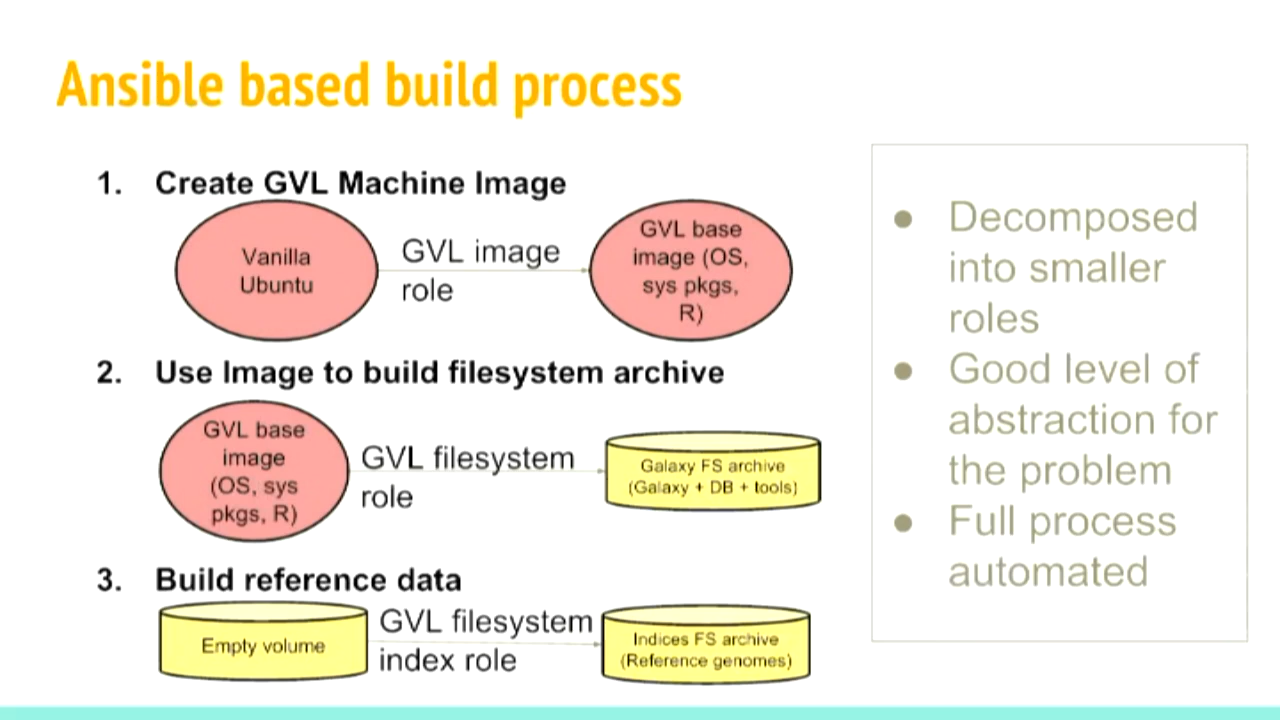 Ansible based build process
1. Create GVL Machine Image
Vanilla
Ubuntu
GVL image
role
GVL base
image (OS,
sys pkgs,
R)
2. Use Image to build filesystem archive
GVL base
image
(OS, sys
pkgs, R)
GVL filesystem
role
Galaxy FS archive
(Galaxy + DB + tools)
3. Build reference data
Empty volume
GVL filesystem
index role
Indices FS archive
(Reference genomes)
● Decomposed
into smaller
roles
● Good level of
abstraction for
the problem
● Full process
automated